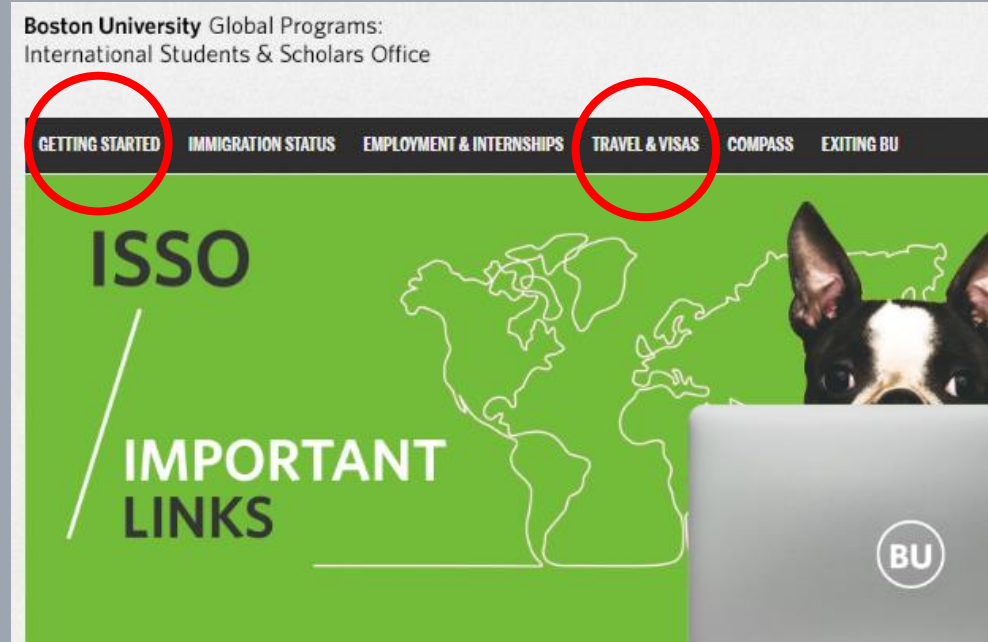 Boston University Global Programs:
International Students & Scholars Office
GETTING STARTED IMMIGRATION STATUS EMPLOYMENT & INTERNSHIPS TRAVEL & VISAS COMPASS EXITING BU
ISSO
IMPORTANT
LINKS
BU